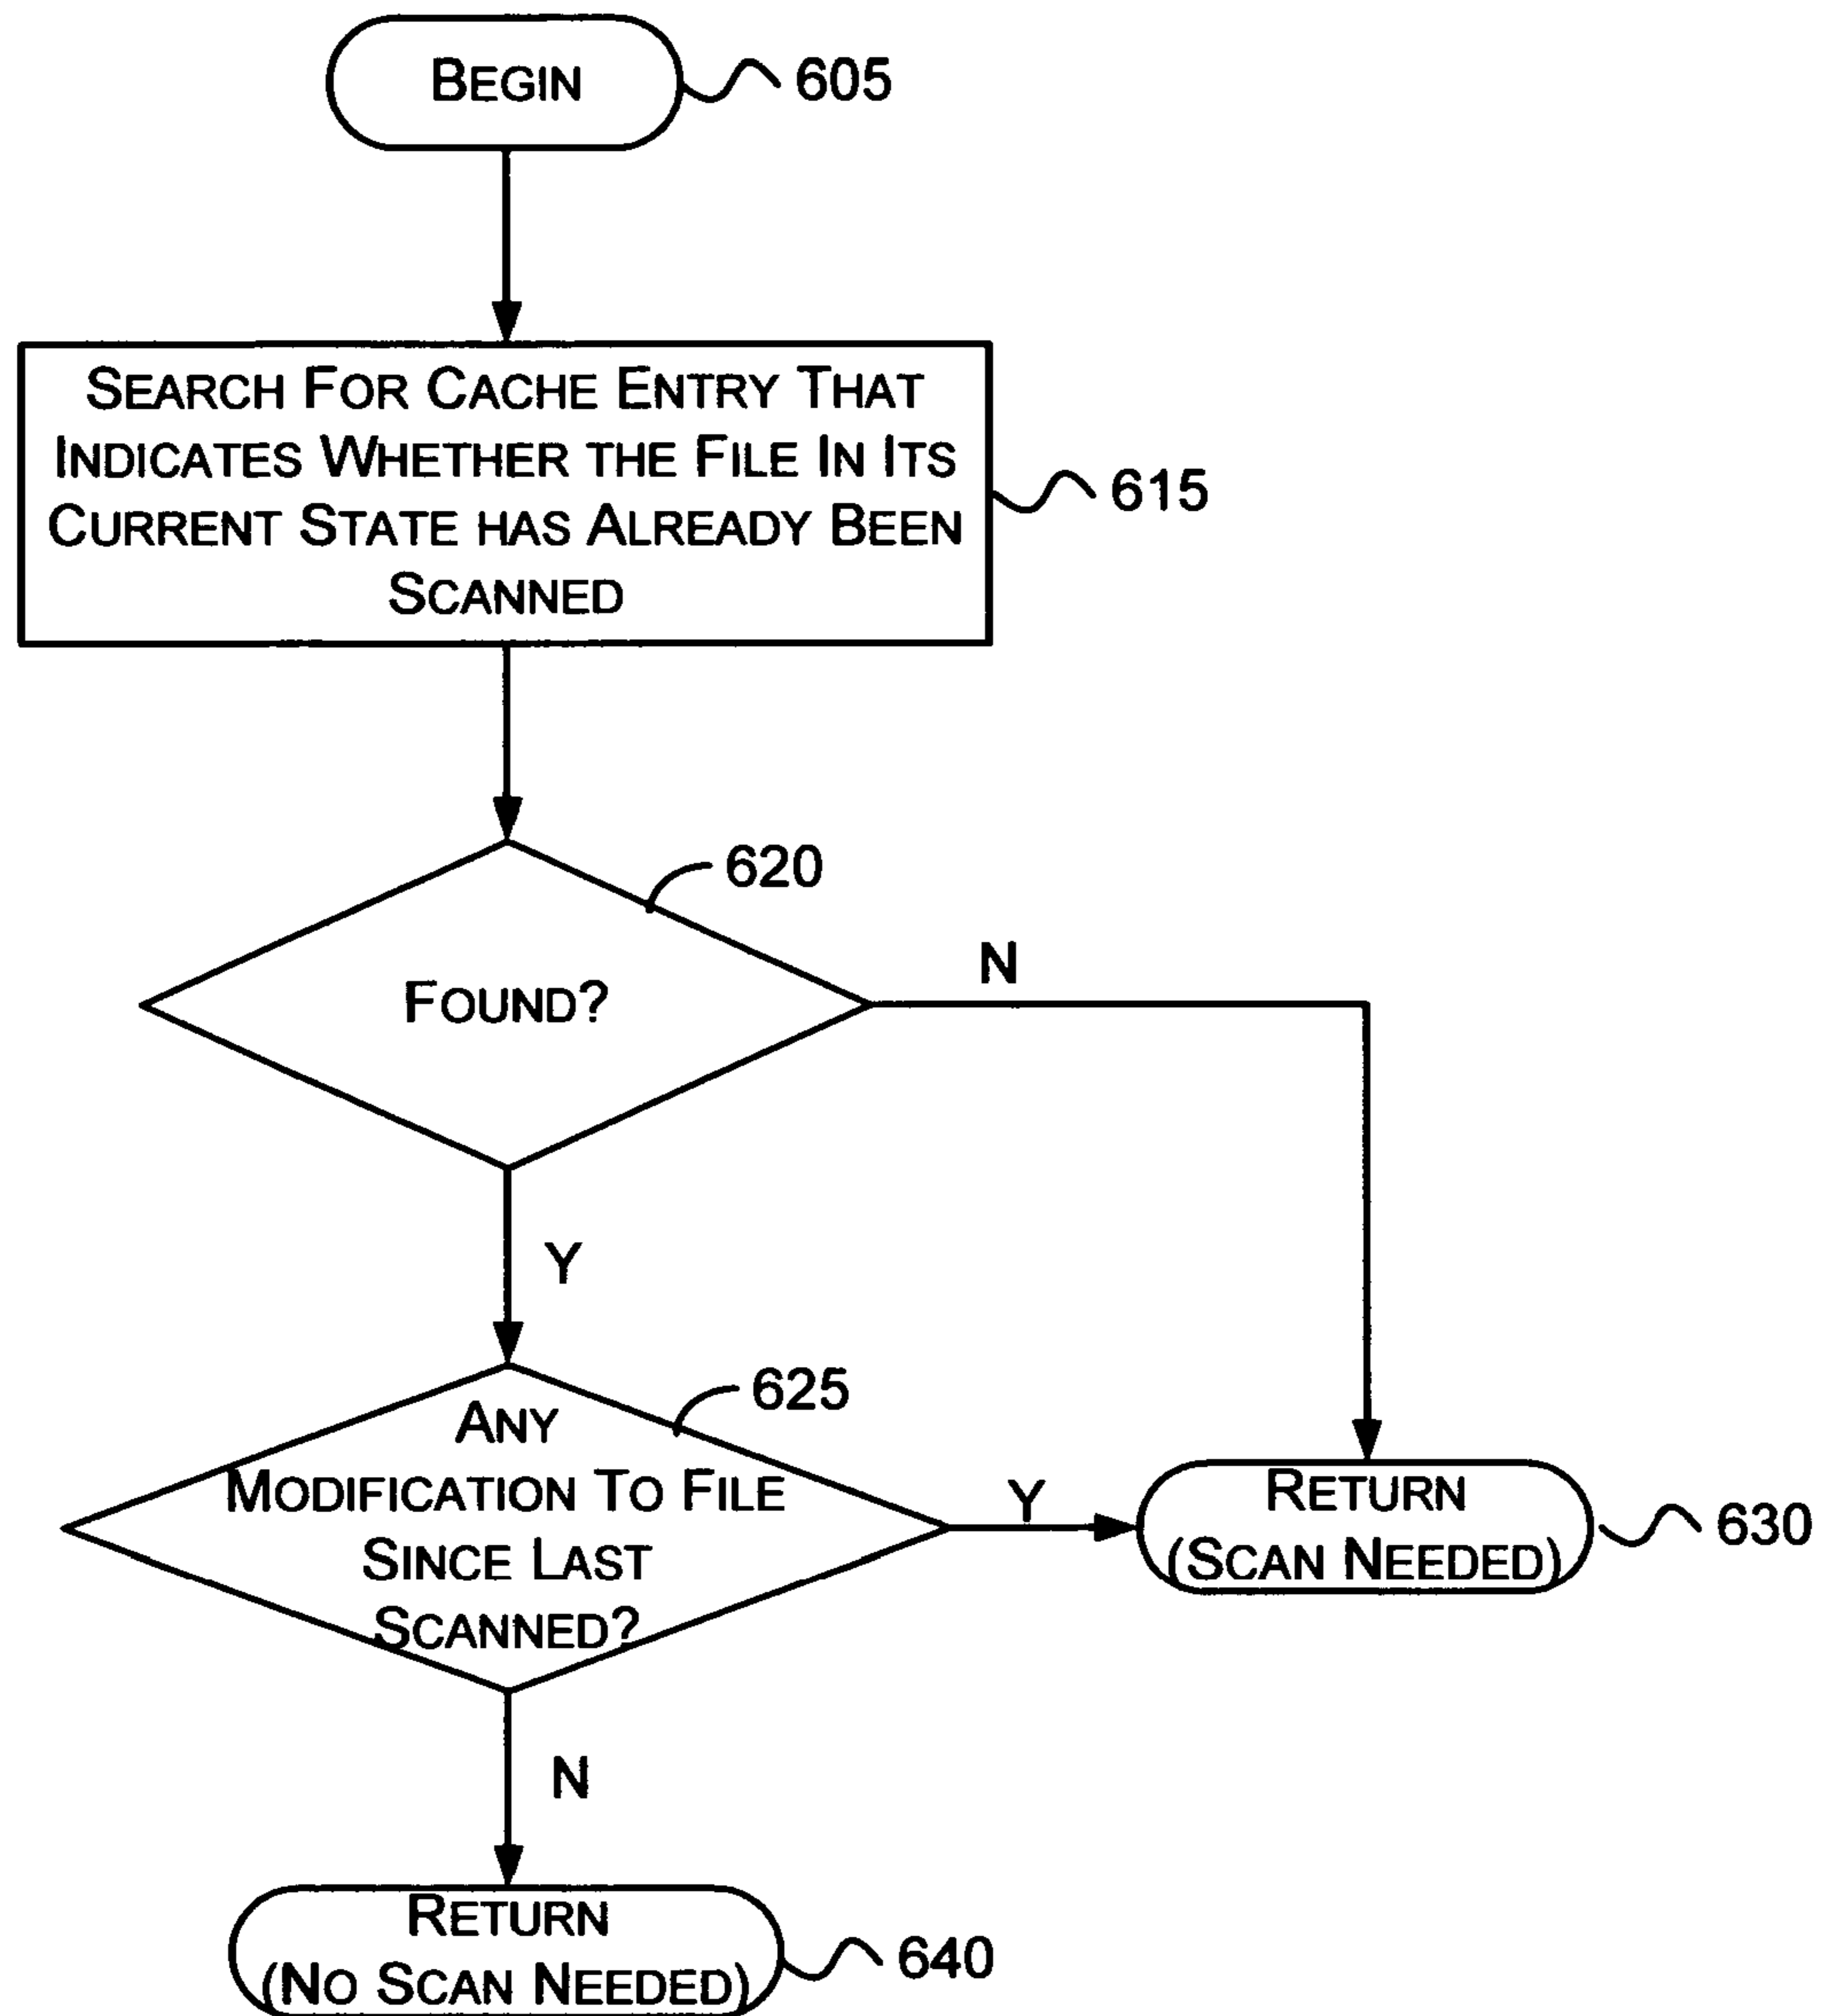 BEGIN
605
SEARCH FOR CACHE ENTRY THAT
INDICATES WHETHER THE FILE IN ITS
CURRENT STATE HAS ALREADY BEEN
SCANNED
615
620
FOUND?
N
Y
625
ANY
MODIFICATION TO FILE
SINCE LAST
SCANNED?
Y
RETURN
(SCAN NEEDED)
630
N
RETURN
(NO SCAN NEEDED)
640